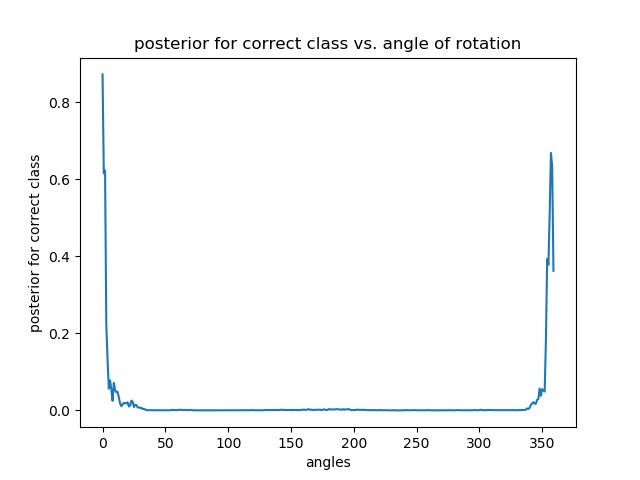 posterior for correct class vs. angle of rotation
posterior for correct class
0.8
0.6
0.4
0.2
0.0
0 50 100 150 200 250 300 350
angles